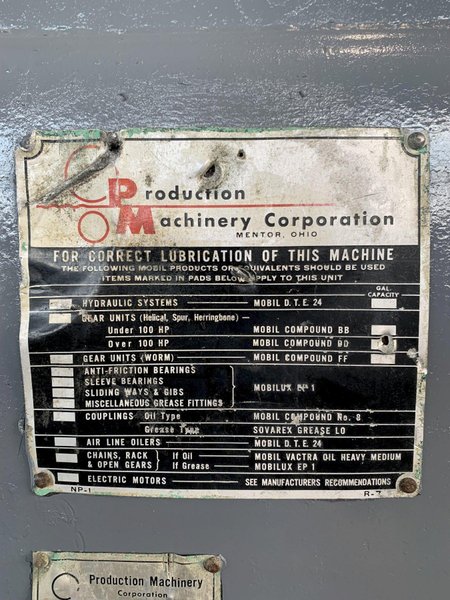 Production
Machinery Corporation
MENTOR, OHIO
FOR CORRECT LUBRICATION OF THIS MACHINE
THE FOLLOWING MOBIL PRODUCTS OR EQUIVALENTS SHOULD BE USED
ITEMS MARKED IN PADS BELOW APPLY TO THIS UNIT
GAL. CAPACITY
HYDRAULIC SYSTEMS MOBIL D.T.E. 24
GEAR UNITS (Helical, Spur, Herringbone)—
Under 100 HP MOBIL COMPOUND BB
Over 100 HP MOBIL COMPOUND DD
GEAR UNITS (WORM) MOBIL COMPOUND FF
ANTI-FRICTION BEARINGS
SLEEVE BEARINGS
SLIDING WAYS & GIBS
MISCELLANEOUS GREASE FITTINGS
MOBILUX EP 1
COUPLINGS Oil Type MOBIL COMPOUND No. 8
Grease Type SOVAREX GREASE LO
AIR LINE OILERS MOBIL D.T.E. 24
CHAINS, RACK If Oil MOBIL VACTRA OIL HEAVY MEDIUM
& OPEN GEARS If Grease MOBILUX EP 1
ELECTRIC MOTORS SEE MANUFACTURERS RECOMMENDATIONS
NP-1
Production Machinery
Corporation